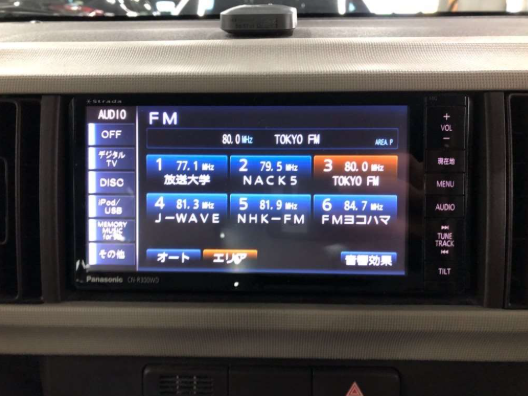 strada
AUDIO
FM
OFF
80.0 MHz TOKYO FM AREA P
デジタル
TV
1 77.1 MHz
放送大学
2 79.5 MHz
NACK5
3 80.0 MHz
TOKYO FM
DISC
iPod/
USB
4 81.3 MHz
J-WAVE
5 81.9 MHz
NHK-FM
6 84.7 MHz
FMヨコハマ
MEMORY
MUSIC
その他
オート
エリア
音響効果
Panasonic
+
VOL
-
現在地
MENU
AUDIO
TUNE
TRACK
TILT